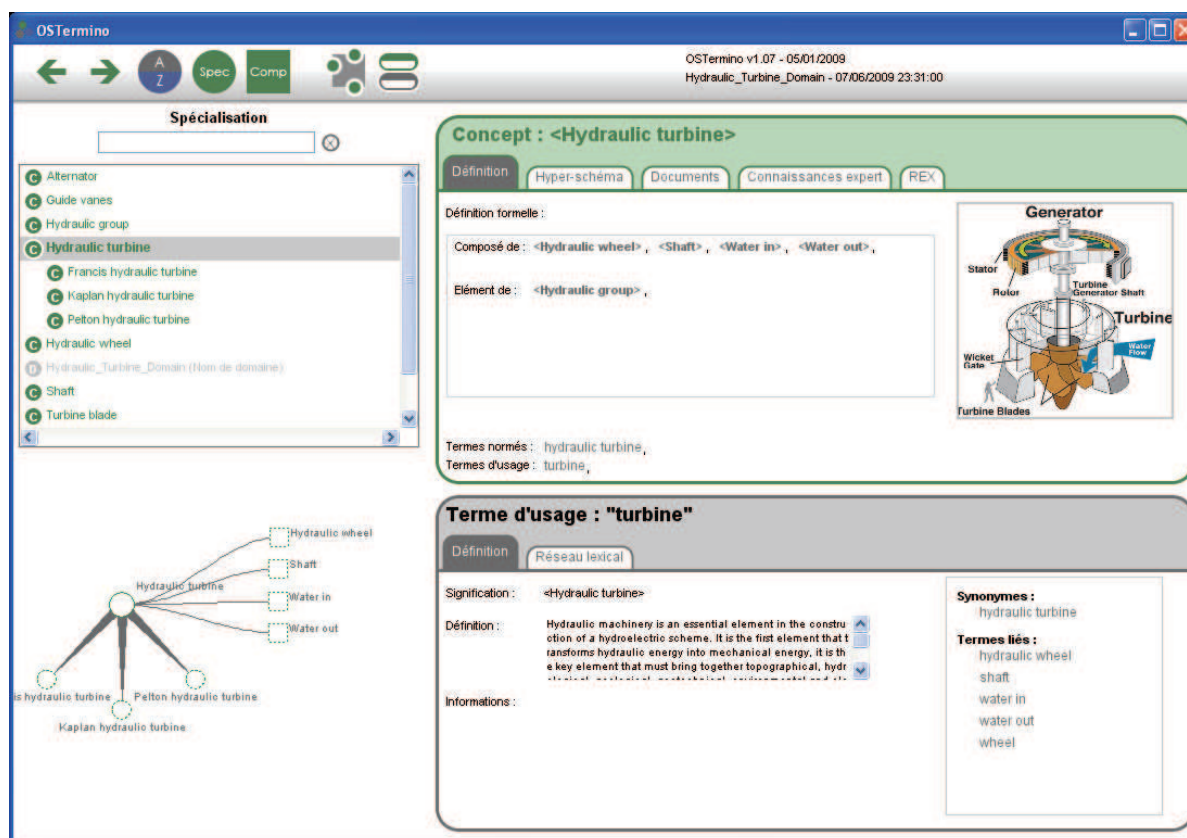 OSTermino
A
Z
Spec
Comp
OSTermino v1.07 - 05/01/2009
Hydraulic_Turbine_Domain - 07/06/2009 23:31:00
Spécialisation
Alternator
Guide vanes
Hydraulic group
Hydraulic turbine
Francis hydraulic turbine
Kaplan hydraulic turbine
Pelton hydraulic turbine
Hydraulic wheel
Hydraulic_Turbine_Domain (Nom de domaine)
Shaft
Turbine blade
Hydraulic wheel
Shaft
Hydraulic turbine
Water in
Water out
is hydraulic turbine
Pelton hydraulic turbine
Kaplan hydraulic turbine
Concept : <Hydraulic turbine>
Définition
Hyper-schéma
Documents
Connaissances expert
REX
Définition formelle :
Composé de : <Hydraulic wheel> , <Shaft> , <Water in> , <Water out> ,
Elément de : <Hydraulic group> ,
Generator
Stator
Rotor
Turbine
Generator Shaft
Turbine
Water
Flow
Wicket
Gate
Turbine Blades
Termes normés : hydraulic turbine,
Termes d'usage : turbine,
Terme d'usage : "turbine"
Définition
Réseau lexical
Signification : <Hydraulic turbine>
Définition : Hydraulic machinery is an essential element in the constru
ction of a hydroelectric scheme. It is the first element that t
ransforms hydraulic energy into mechanical energy, it is th
e key element that must bring together topographical, hydr
Informations :
Synonymes :
hydraulic turbine
Termes liés :
hydraulic wheel
shaft
water in
water out
wheel